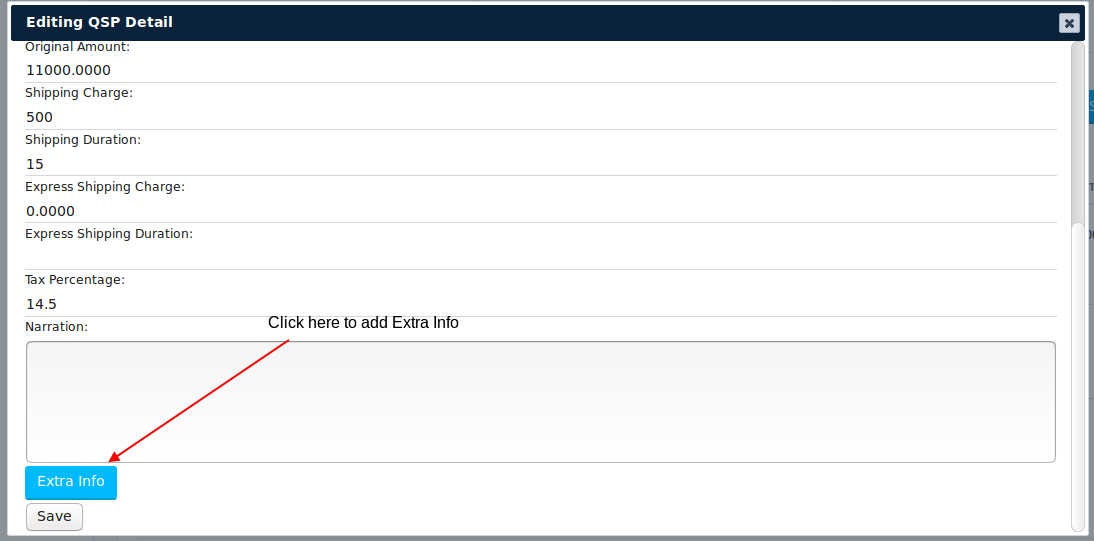 Editing QSP Detail
Original Amount:
11000.0000
Shipping Charge:
500
Shipping Duration:
15
Express Shipping Charge:
0.0000
Express Shipping Duration:
Tax Percentage:
14.5
Click here to add Extra Info
Narration:
Extra Info
Save